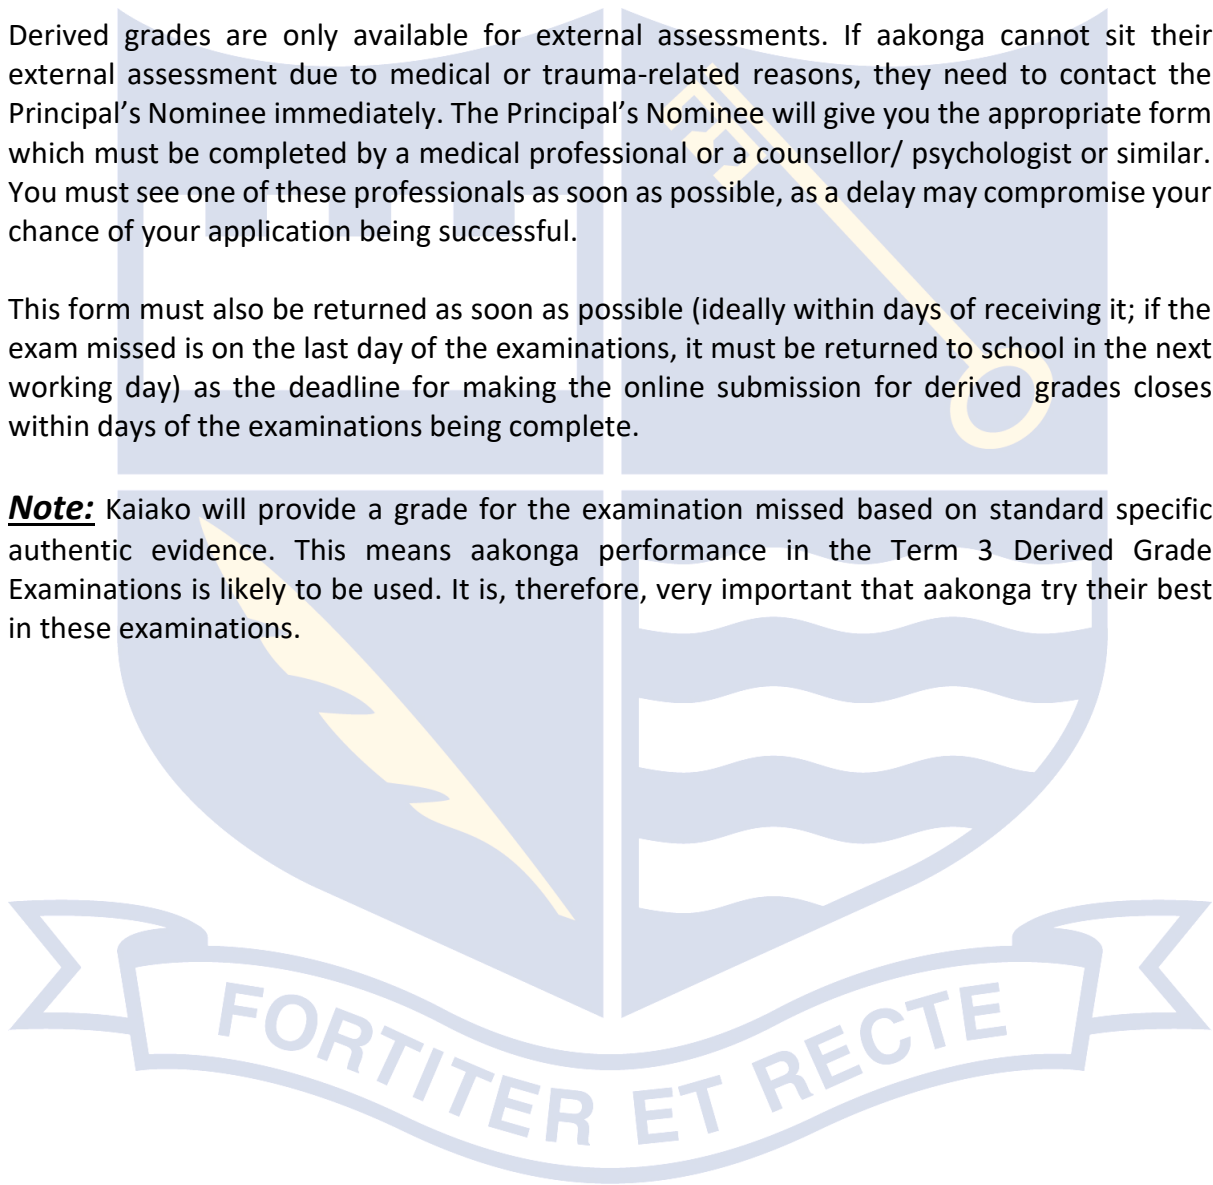 Derived grades are only available for external assessments. If aakonga cannot sit their
external assessment due to medical or trauma-related reasons, they need to contact the
Principal’s Nominee immediately. The Principal’s Nominee will give you the appropriate form
which must be completed by a medical professional or a counsellor/ psychologist or similar.
You must see one of these professionals as soon as possible, as a delay may compromise your
chance of your application being successful.
This form must also be returned as soon as possible (ideally within days of receiving it; if the
exam missed is on the last day of the examinations, it must be returned to school in the next
working day) as the deadline for making the online submission for derived grades closes
within days of the examinations being complete.
Note: Kaiako will provide a grade for the examination missed based on standard specific
authentic evidence. This means aakonga performance in the Term 3 Derived Grade
Examinations is likely to be used. It is, therefore, very important that aakonga try their best
in these examinations.
FORTITER ET RECTE